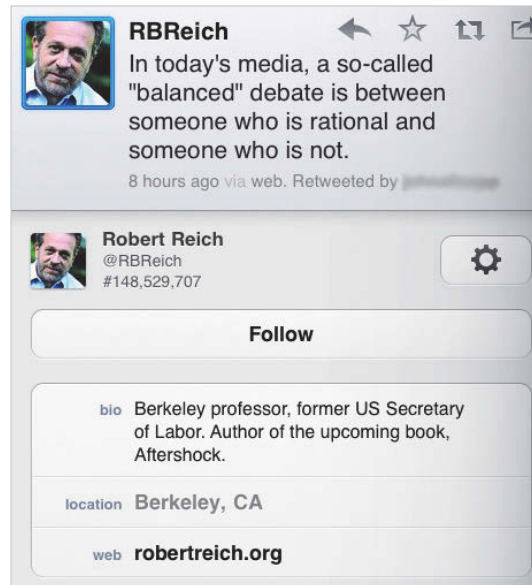 RBReich
In today's media, a so-called
"balanced" debate is between
someone who is rational and
someone who is not.
8 hours ago via web. Retweeted by
Robert Reich
@RBReich
#148,529,707
Follow
bio Berkeley professor, former US Secretary
of Labor. Author of the upcoming book,
Aftershock.
location Berkeley, CA
web robertreich.org